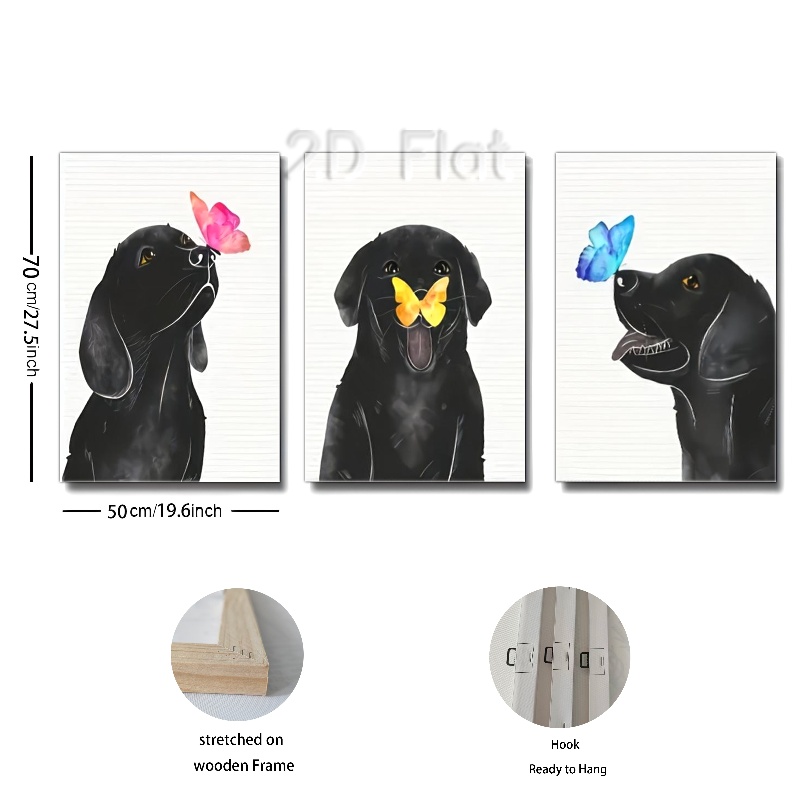 2D Flat
70cm/27.5inch
50cm/19.6inch
stretched on
wooden Frame
Hook
Ready to Hang